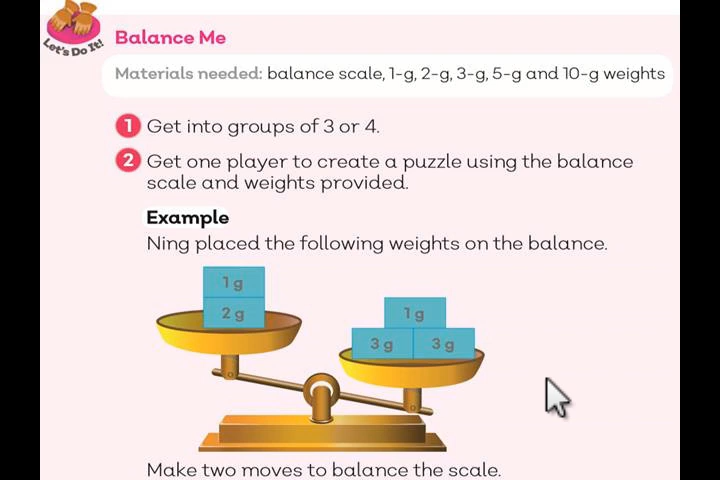 Let's Do It!
Balance Me
Materials needed: balance scale, 1-g, 2-g, 3-g, 5-g and 10-g weights
1 Get into groups of 3 or 4.
2 Get one player to create a puzzle using the balance
scale and weights provided.
Example
Ning placed the following weights on the balance.
1 g
2 g
1 g
3 g 3 g
Make two moves to balance the scale.